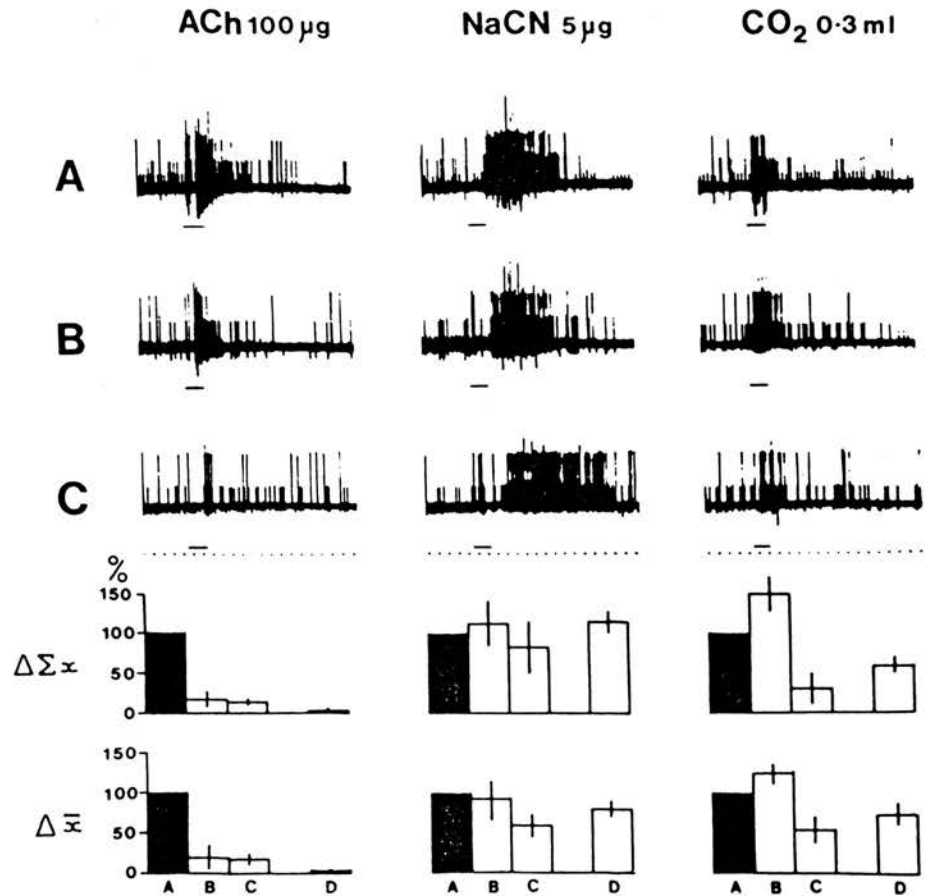 ACh 100 µg NaCN 5 µg CO₂ 0·3 ml
A
B
C
%
150
100
50
0
ΔΣx
150
100
50
0
Δx̄
A B C D A B C D A B C D